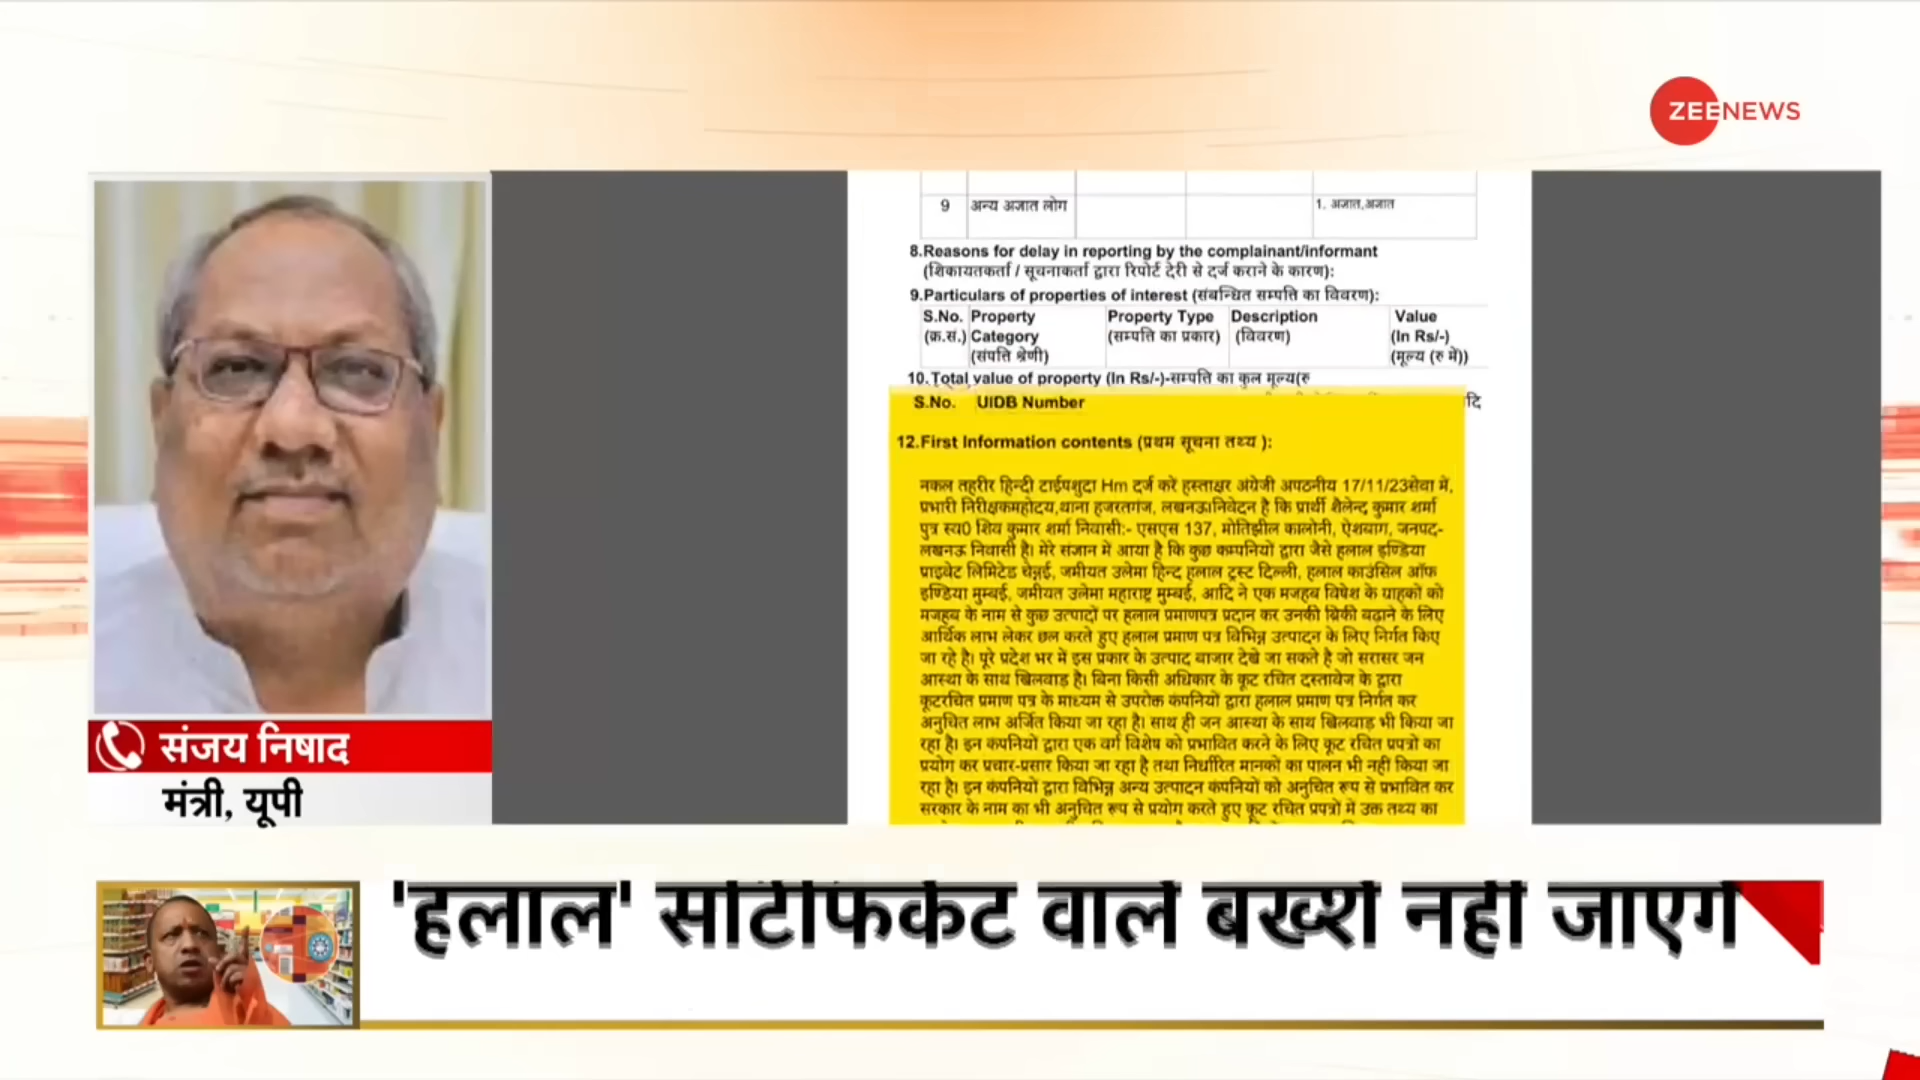 ZEENEWS
9 अन्य अज्ञात लोग 1. अज्ञात,अज्ञात
8.Reasons for delay in reporting by the complainant/informant
(शिकायतकर्ता / सूचनाकर्ता द्वारा रिपोर्ट देरी से दर्ज कराने के कारण):
9.Particulars of properties of interest (संबन्धित सम्पत्ति का विवरण):
S.No. Property Property Type Description Value
(क्र.सं.) Category (सम्पत्ति का प्रकार) (विवरण) (In Rs/-)
(संपत्ति श्रेणी) (मूल्य (रु में))
10.Total value of property (In Rs/-)-सम्पत्ति का कुल मूल्य(रु
S.No. UIDB Number
12.First Information contents (प्रथम सूचना तथ्य ):
नकल तहरीर हिन्दी टाईपशुदा Hm दर्ज करें हस्ताक्षर अंग्रेजी अपठनीय 17/11/23सेवा में,
प्रभारी निरीक्षकमहोदय,थाना हजरतगंज, लखनऊनिवेदन है कि प्रार्थी शैलेन्द्र कुमार शर्मा
पुत्र स्व0 शिव कुमार शर्मा निवासी:- एसएस 137, मोतिझील कालोनी, ऐशबाग, जनपद-
लखनऊ निवासी है। मेरे संज्ञान में आया है कि कुछ कम्पनियों द्वारा जैसे हलाल इण्डिया
प्राइवेट लिमिटेड चेन्नई, जमीयत उलेमा हिन्द हलाल ट्रस्ट दिल्ली, हलाल काउंसिल ऑफ
इण्डिया मुम्बई, जमीयत उलेमा महाराष्ट्र मुम्बई, आदि ने एक मजहब विषेश के ग्राहको को
मजहब के नाम से कुछ उत्पादों पर हलाल प्रमाणपत्र प्रदान कर उनकी ब्रिकी बढ़ाने के लिए
आर्थिक लाभ लेकर छल करते हुए हलाल प्रमाण पत्र विभिन्न उत्पादन के लिए निर्गत किए
जा रहे है। पूरे प्रदेश भर में इस प्रकार के उत्पाद बाजार देखे जा सकते है जो सरासर जन
आस्था के साथ खिलवाड़ है। बिना किसी अधिकार के कूट रचित दस्तावेज के द्वारा
कूटरचित प्रमाण पत्र के माध्यम से उपरोक्त कंपनियों द्वारा हलाल प्रमाण पत्र निर्गत कर
अनुचित लाभ अर्जित किया जा रहा है। साथ ही जन आस्था के साथ खिलवाड़ भी किया जा
रहा है। इन कंपनियों द्वारा एक वर्ग विशेष को प्रभावित करने के लिए कूट रचित प्रपत्रों का
प्रयोग कर प्रचार-प्रसार किया जा रहा है तथा निर्धारित मानकों का पालन भी नहीं किया जा
रहा है। इन कंपनियों द्वारा विभिन्न अन्य उत्पादन कंपनियों को अनुचित रूप से प्रभावित कर
सरकार के नाम का भी अनुचित रूप से प्रयोग करते हुए कूट रचित प्रपत्रों में उक्त तथ्य का
संजय निषाद
मंत्री, यूपी
'हलाल' सर्टिफिकेट वाले बख्शे नहीं जाएंगे